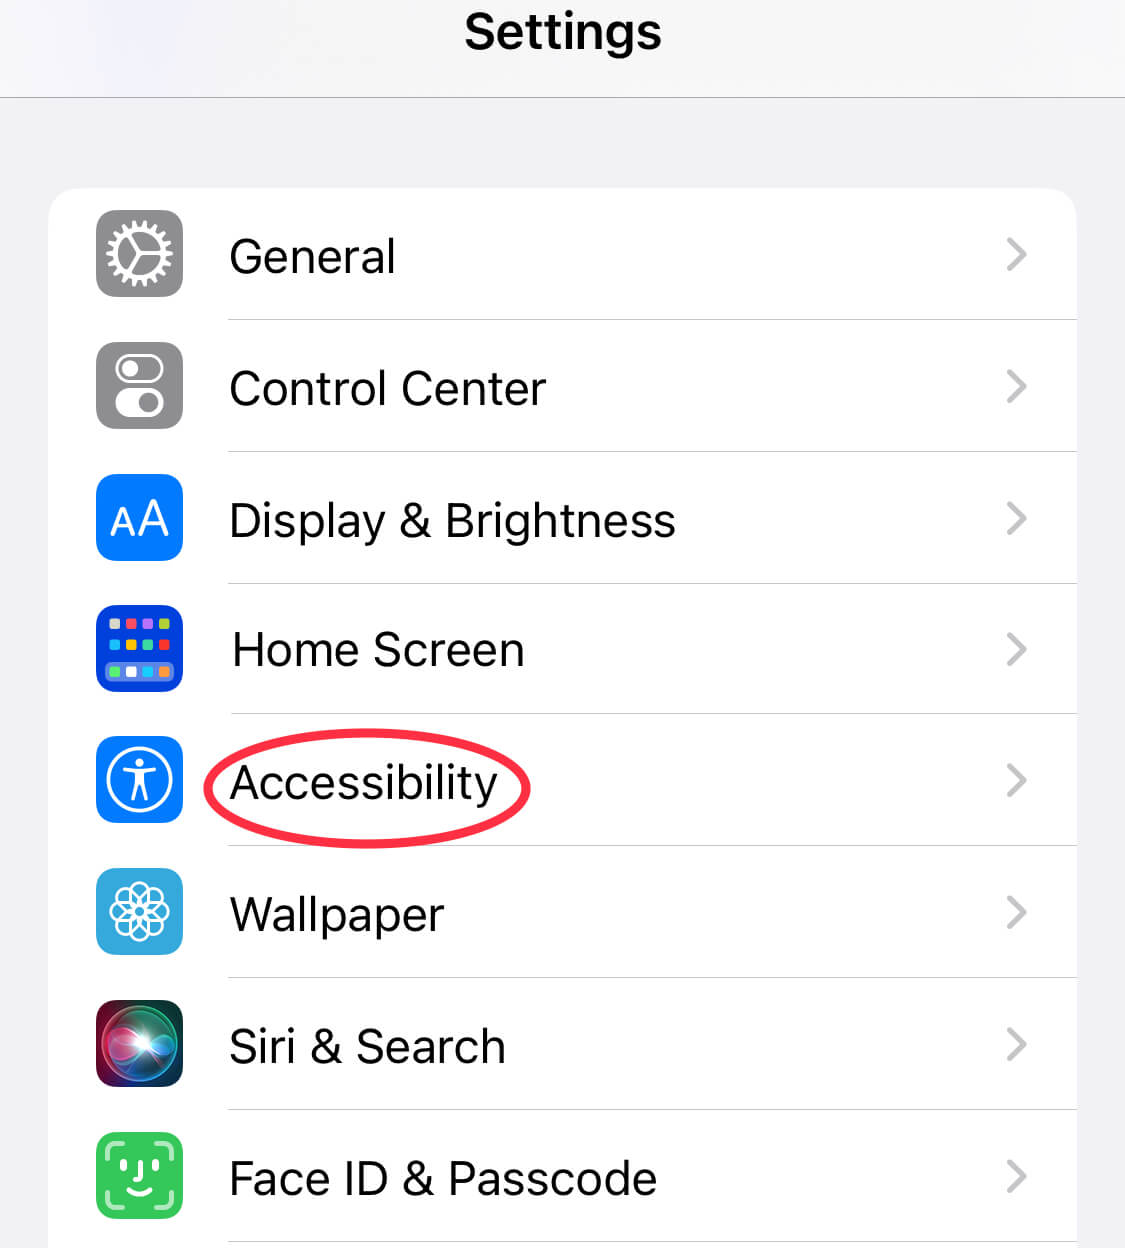 Settings
General
Control Center
AA Display & Brightness
Home Screen
Accessibility
Wallpaper
Siri & Search
Face ID & Passcode